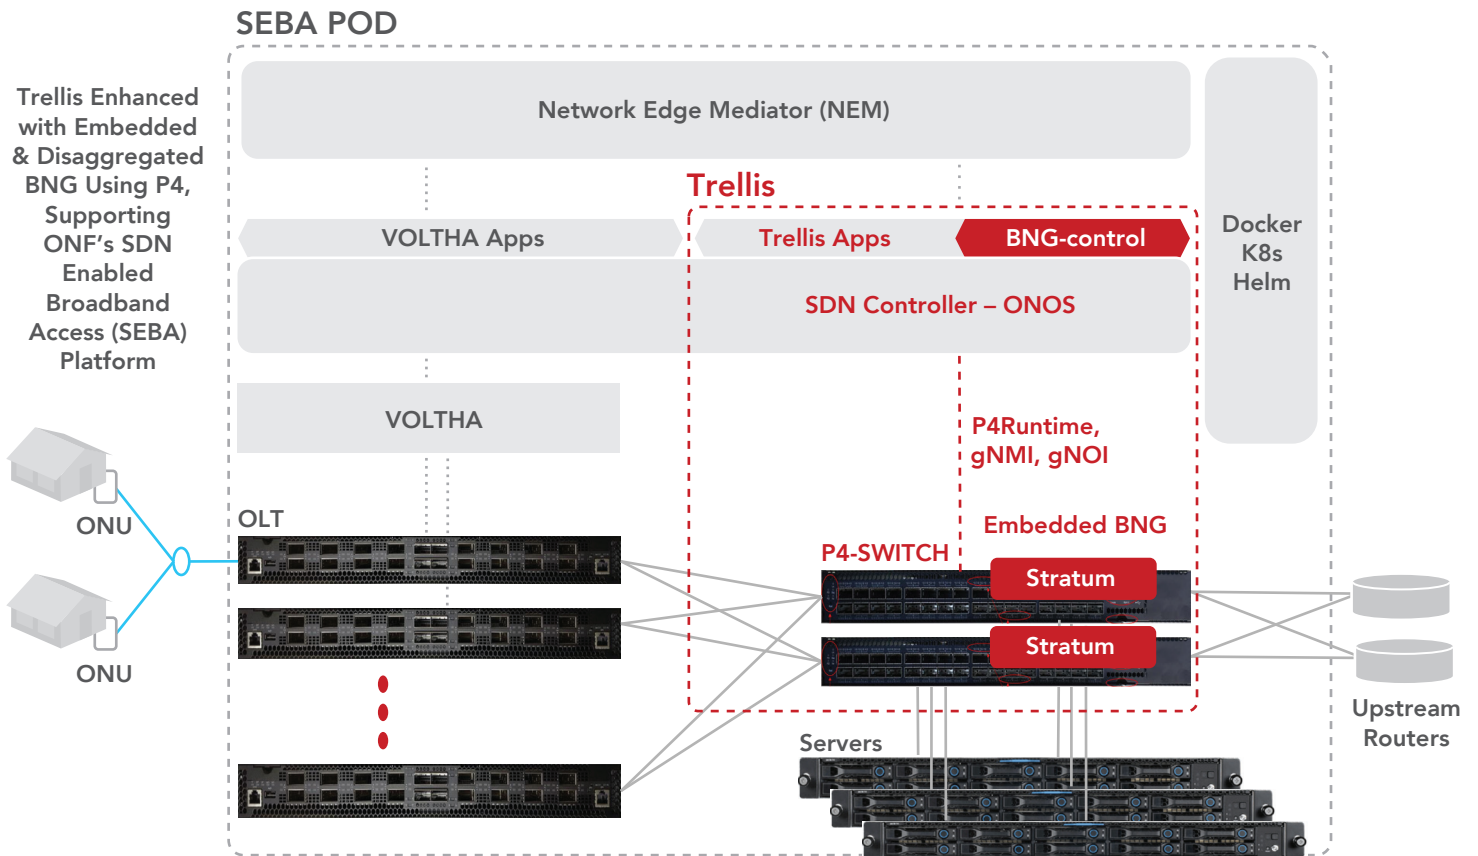 SEBA POD
Trellis Enhanced
with Embedded
& Disaggregated
BNG Using P4,
Supporting
ONF's SDN
Enabled
Broadband
Access (SEBA)
Platform
Network Edge Mediator (NEM)
Trellis
VOLTHA Apps
Trellis Apps
BNG-control
Docker
K8s
Helm
SDN Controller – ONOS
VOLTHA
P4Runtime,
gNMI, gNOI
ONU
OLT
Embedded BNG
P4-SWITCH
Stratum
Stratum
ONU
Upstream
Routers
Servers